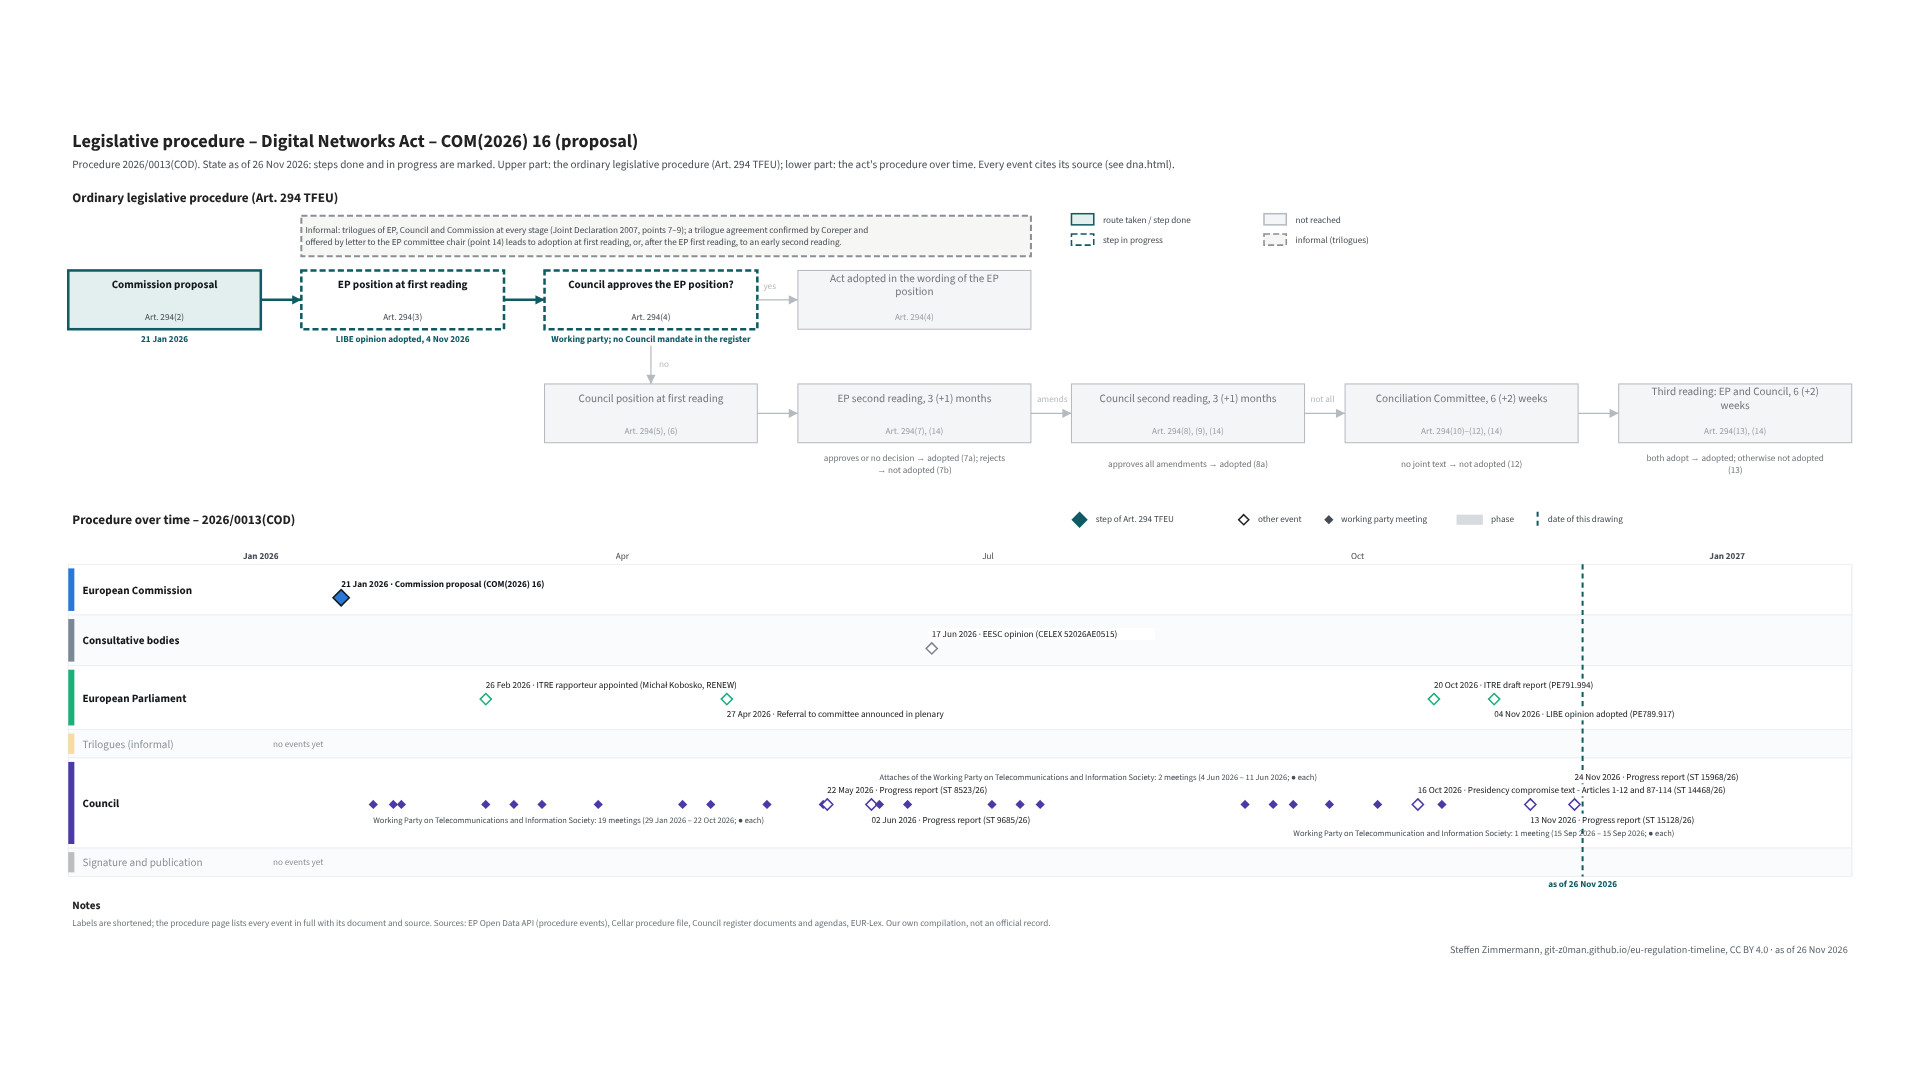 Legislative procedure – Digital Networks Act – COM(2026) 16 (proposal)
Procedure 2026/0013(COD). State as of 26 Nov 2026: steps done and in progress are marked. Upper part: the ordinary legislative procedure (Art. 294 TFEU); lower part: the act's procedure over time. Every event cites its source (see dna.html).
Ordinary legislative procedure (Art. 294 TFEU)
Informal: trilogues of EP, Council and Commission at every stage (Joint Declaration 2007, points 7–9); a trilogue agreement confirmed by Coreper and
offered by letter to the EP committee chair (point 14) leads to adoption at first reading, or, after the EP first reading, to an early second reading.
route taken / step done
not reached
step in progress
informal (trilogues)
Commission proposal
Art. 294(2)
21 Jan 2026
EP position at first reading
Art. 294(3)
LIBE opinion adopted, 4 Nov 2026
Council approves the EP position?
Art. 294(4)
Working party; no Council mandate in the register
yes
Act adopted in the wording of the EP
position
Art. 294(4)
no
Council position at first reading
Art. 294(5), (6)
EP second reading, 3 (+1) months
Art. 294(7), (14)
approves or no decision → adopted (7a); rejects
→ not adopted (7b)
amends
Council second reading, 3 (+1) months
Art. 294(8), (9), (14)
approves all amendments → adopted (8a)
not all
Conciliation Committee, 6 (+2) weeks
Art. 294(10)–(12), (14)
no joint text → not adopted (12)
Third reading: EP and Council, 6 (+2)
weeks
Art. 294(13), (14)
both adopt → adopted; otherwise not adopted
(13)
Procedure over time – 2026/0013(COD)
step of Art. 294 TFEU
other event
working party meeting
phase
date of this drawing
Jan 2026
Apr
Jul
Oct
Jan 2027
European Commission
21 Jan 2026 · Commission proposal (COM(2026) 16)
Consultative bodies
17 Jun 2026 · EESC opinion (CELEX 52026AE0515)
European Parliament
26 Feb 2026 · ITRE rapporteur appointed (Michał Kobosko, RENEW)
27 Apr 2026 · Referral to committee announced in plenary
20 Oct 2026 · ITRE draft report (PE791.994)
04 Nov 2026 · LIBE opinion adopted (PE789.917)
Trilogues (informal)
no events yet
Council
Attaches of the Working Party on Telecommunications and Information Society: 2 meetings (4 Jun 2026 – 11 Jun 2026; ● each)
24 Nov 2026 · Progress report (ST 15968/26)
22 May 2026 · Progress report (ST 8523/26)
16 Oct 2026 · Presidency compromise text - Articles 1-12 and 87-114 (ST 14468/26)
Working Party on Telecommunications and Information Society: 19 meetings (29 Jan 2026 – 22 Oct 2026; ● each)
02 Jun 2026 · Progress report (ST 9685/26)
13 Nov 2026 · Progress report (ST 15128/26)
Working Party on Telecommunication and Information Society: 1 meeting (15 Sep 2026 – 15 Sep 2026; ● each)
Signature and publication
no events yet
as of 26 Nov 2026
Notes
Labels are shortened; the procedure page lists every event in full with its document and source. Sources: EP Open Data API (procedure events), Cellar procedure file, Council register documents and agendas, EUR-Lex. Our own compilation, not an official record.
Steffen Zimmermann, git-z0man.github.io/eu-regulation-timeline, CC BY 4.0 · as of 26 Nov 2026